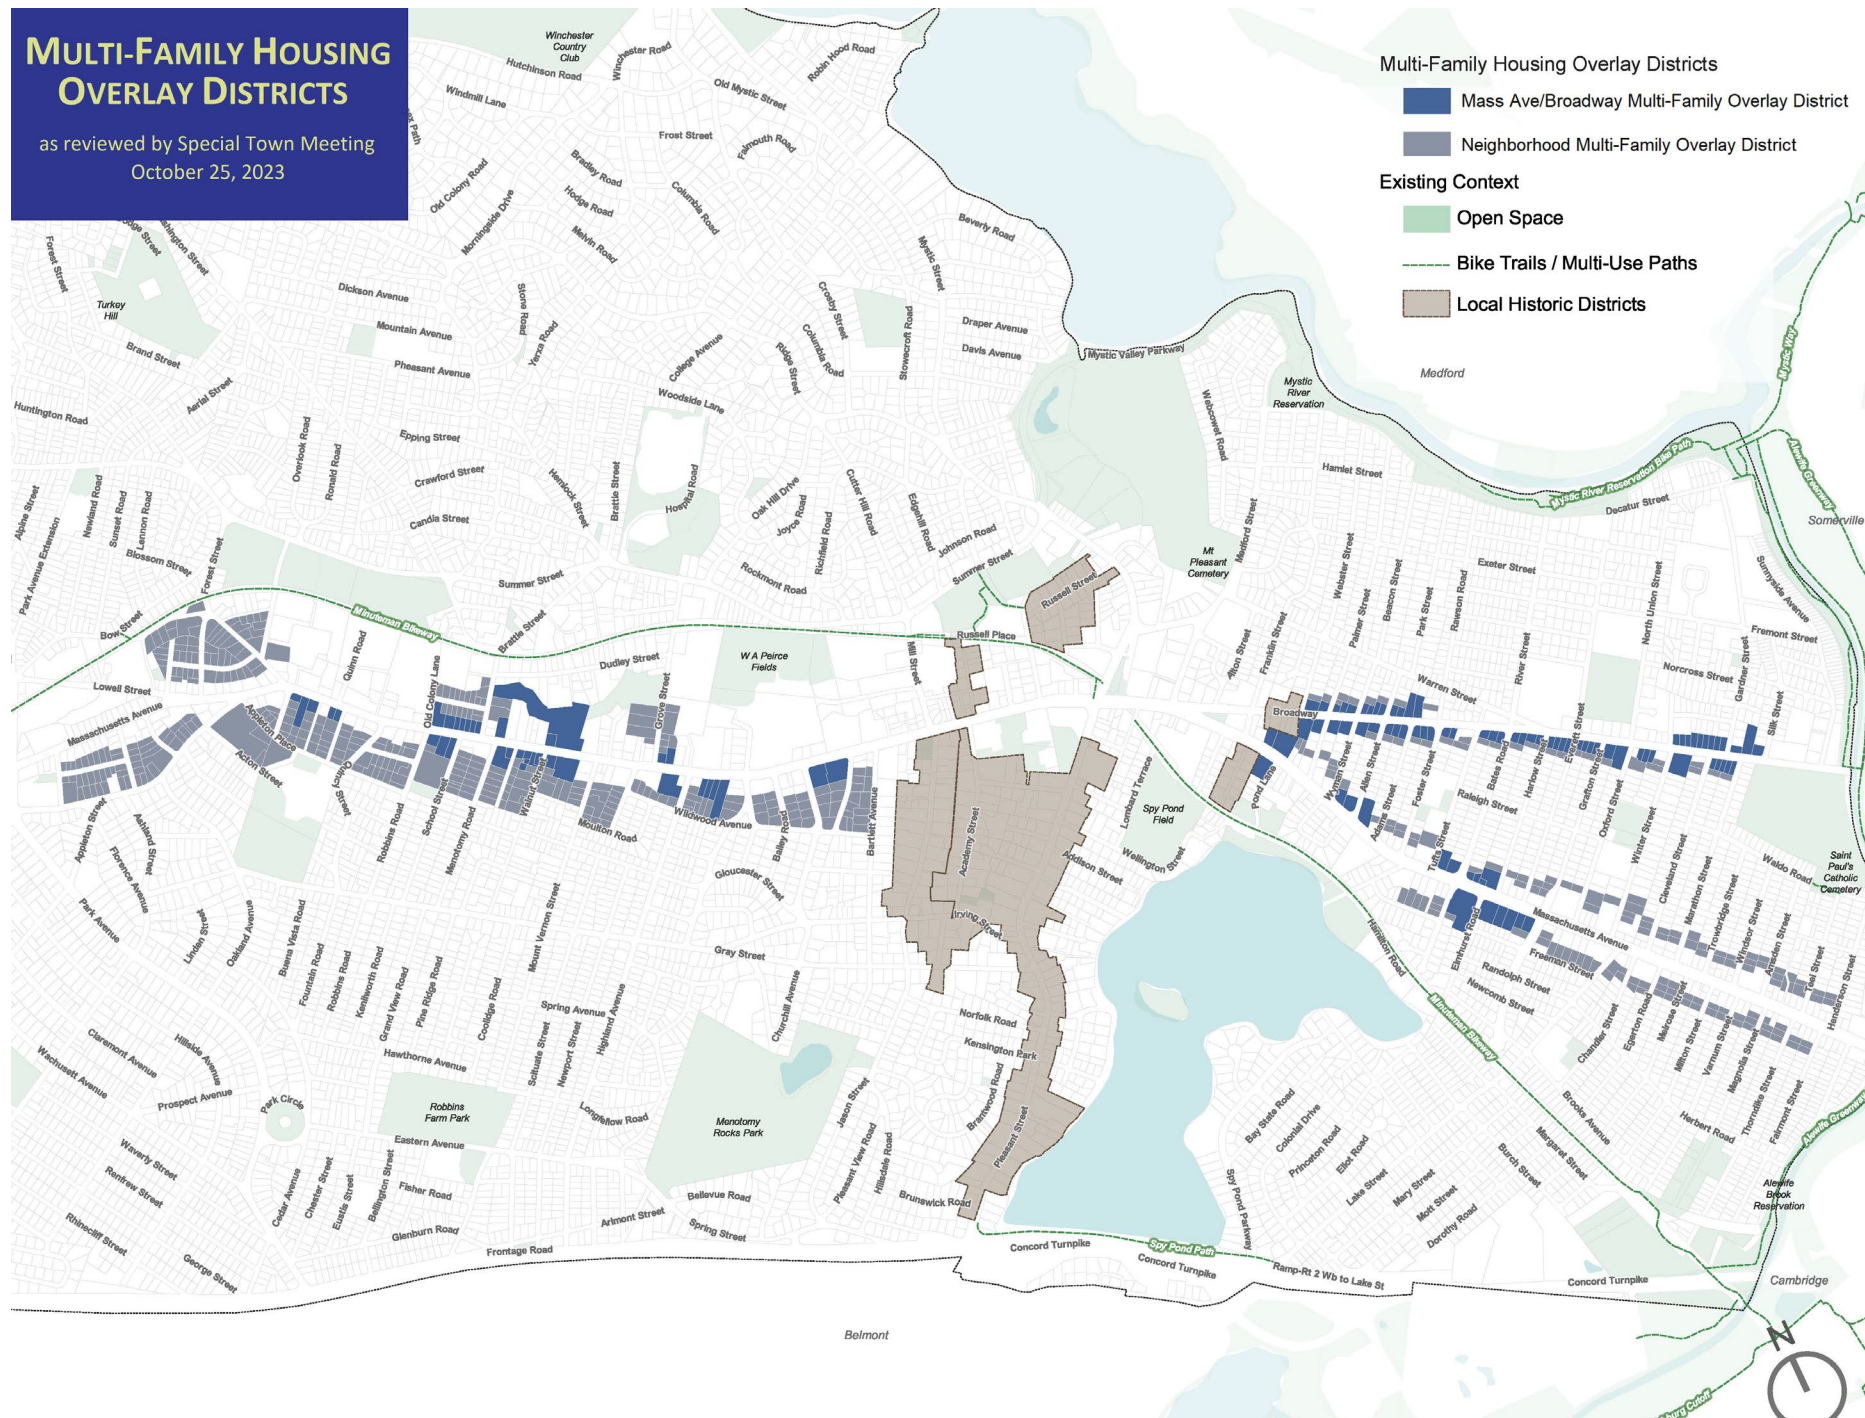 MULTI-FAMILY HOUSING
OVERLAY DISTRICTS
as reviewed by Special Town Meeting
October 25, 2023
Multi-Family Housing Overlay Districts
Mass Ave/Broadway Multi-Family Overlay District
Neighborhood Multi-Family Overlay District
Existing Context
Open Space
Bike Trails / Multi-Use Paths
Local Historic Districts
Winchester
Country
Club
Hutchinson Road
Winchester Road
Robin Hood Road
Windmill Lane
Old Mystic Street
Frost Street
Falmouth Road
Old Colony Road
Bradley Road
Hodge Road
Columbia Road
Morningside Drive
Melvin Road
Beverly Road
Mystic Street
Forest Street
Turkey
Hill
Brand Street
Dickson Avenue
Mountain Avenue
Pheasant Avenue
Stone Road
Yerxa Road
College Avenue
Crosby Street
Columbia Road
Ridge Street
Stowecroft Road
Draper Avenue
Davis Avenue
Mystic Valley Parkway
Mystic
River
Reservation
Medford
Mystic Way
Woodside Lane
Aerial Street
Huntington Road
Overlook Road
Ronald Road
Epping Street
Crawford Street
Candia Street
Hemlock Street
Brattle Street
Hospital Road
Oak Hill Drive
Joyce Road
Richfield Road
Cutter Hill Road
Edgehill Road
Johnson Road
Summer Street
Rockmont Road
Webcowet Road
Hamlet Street
Mystic River Reservation Bike Path
Decatur Street
Alewife Greenway
Somerville
Alpine Street
Park Avenue Extension
Newland Road
Sunset Road
Lennon Road
Blossom Street
Forest Street
Bow Street
Summer Street
Brattle Street
Minuteman Bikeway
Dudley Street
W A Peirce
Fields
Mill Street
Russell Place
Russell Street
Mt
Pleasant
Cemetery
Medford Street
Alton Street
Franklin Street
Webster Street
Palmer Street
Beacon Street
Park Street
Rawson Road
Exeter Street
River Street
North Union Street
Sunnyside Avenue
Fremont Street
Norcross Street
Gardner Street
Silk Street
Warren Street
Broadway
Lowell Street
Massachusetts Avenue
Quinn Road
Old Colony Lane
Grove Street
Appleton Place
Acton Street
Quincy Street
Robbins Road
School Street
Menotomy Road
Walnut Street
Moulton Road
Wildwood Avenue
Bailey Road
Bartlett Avenue
Academy Street
Lombard Terrace
Spy Pond
Field
Pond Lane
Wyman Street
Allen Street
Adams Street
Foster Street
Tufts Street
Raleigh Street
Bates Road
Harlow Street
Everett Street
Grafton Street
Oxford Street
Winter Street
Cleveland Street
Marathon Street
Trowbridge Street
Windsor Street
Amsden Street
Teel Street
Henderson Street
Waldo Road
Saint
Paul's
Catholic
Cemetery
Appleton Street
Ashland Street
Florence Avenue
Park Avenue
Linden Street
Oakland Avenue
Buena Vista Road
Fountain Road
Robbins Road
Kenilworth Road
Grand View Road
Pine Ridge Road
Coolidge Road
Mount Vernon Street
Gloucester Street
Gray Street
Irving Street
Addison Street
Wellington Street
Hamilton Road
Elmhurst Road
Massachusetts Avenue
Freeman Street
Randolph Street
Newcomb Street
Minuteman Bikeway
Chandler Street
Egerton Road
Melrose Street
Milton Street
Varnum Street
Magnolia Street
Thorndike Street
Fairmont Street
Herbert Road
Alewife Greenway
Spring Avenue
Scituate Street
Newport Street
Highland Avenue
Churchill Avenue
Norfolk Road
Kensington Park
Brantwood Road
Pleasant Street
Claremont Avenue
Hillside Avenue
Wachusett Avenue
Prospect Avenue
Park Circle
Hawthorne Avenue
Robbins
Farm Park
Eastern Avenue
Longfellow Road
Menotomy
Rocks Park
Jason Street
Pleasant View Road
Hillsdale Road
Brunswick Road
Bellevue Road
Spring Street
Arlmont Street
Waverly Street
Renfrew Street
Rhinecliff Street
George Street
Cedar Avenue
Chester Street
Eustis Street
Bellington Street
Fisher Road
Glenburn Road
Frontage Road
Concord Turnpike
Spy Pond Path
Concord Turnpike
Spy Pond Parkway
Ramp-Rt 2 Wb to Lake St
Bay State Road
Colonial Drive
Princeton Road
Eliot Road
Lake Street
Mary Street
Mott Street
Dorothy Road
Burch Street
Margaret Street
Brooks Avenue
Alewife
Brook
Reservation
Concord Turnpike
Cambridge
Belmont
N